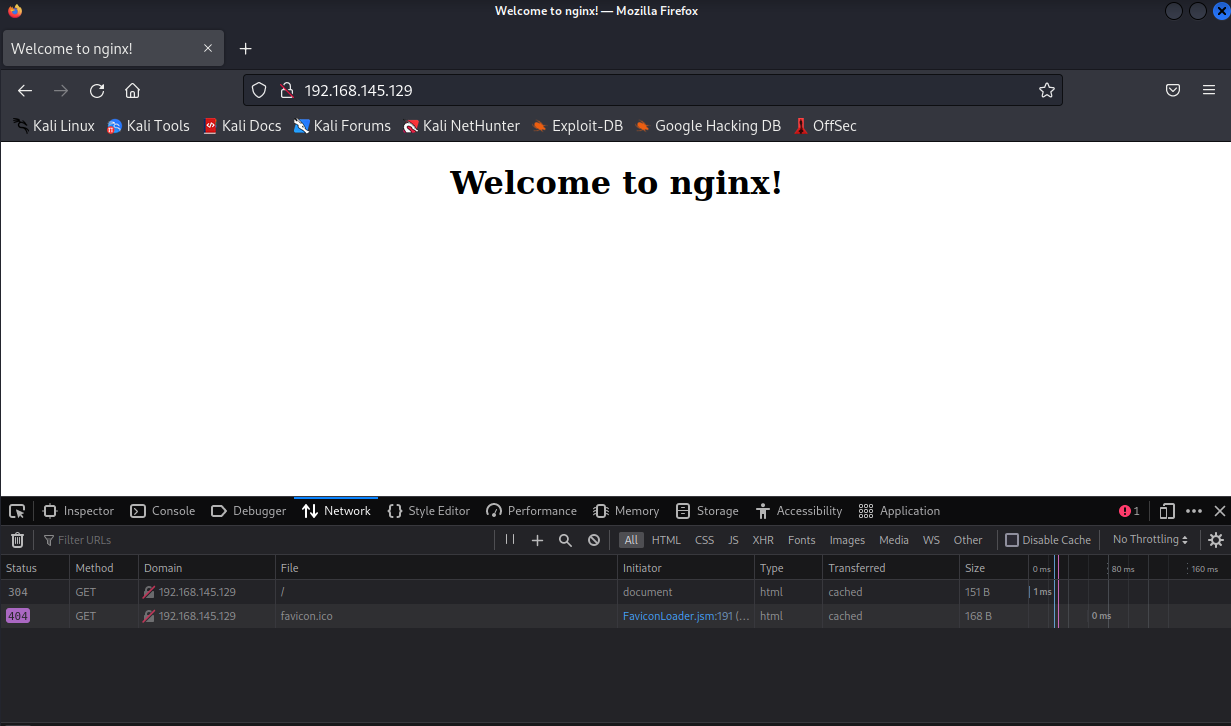 Welcome to nginx! — Mozilla Firefox
Welcome to nginx!
192.168.145.129
Kali Linux Kali Tools Kali Docs Kali Forums Kali NetHunter Exploit-DB Google Hacking DB OffSec
Welcome to nginx!
Inspector Console Debugger Network Style Editor Performance Memory Storage Accessibility Application 1
Filter URLs All HTML CSS JS XHR Fonts Images Media WS Other Disable Cache No Throttling
Status Method Domain File Initiator Type Transferred Size 0 ms 80 ms 160 ms
304 GET 192.168.145.129 / document html cached 151 B 1 ms
404 GET 192.168.145.129 favicon.ico FaviconLoader.jsm:191 (... html cached 168 B 0 ms